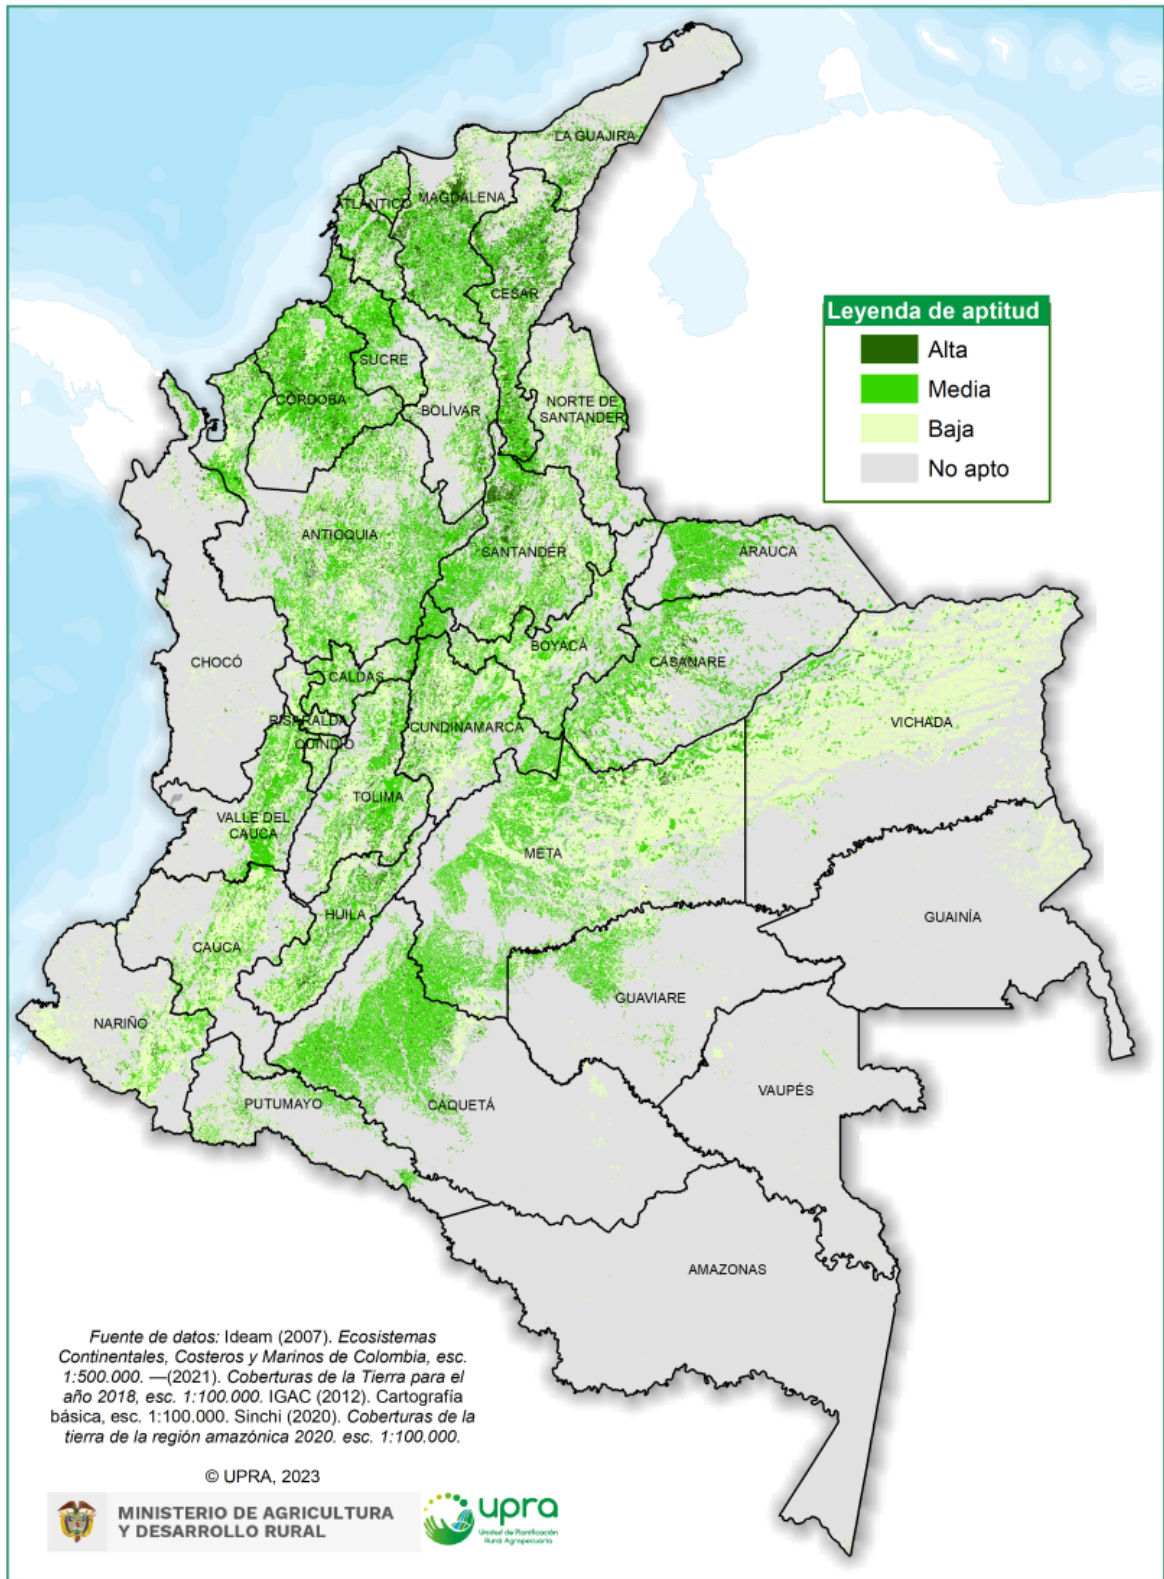 LA GUAJIRA
ATLÁNTICO
MAGDALENA
CESAR
SUCRE
CÓRDOBA
BOLÍVAR
NORTE DE
SANTANDER
ANTIOQUIA
SANTANDER
ARAUCA
CHOCÓ
BOYACÁ
CASANARE
CALDAS
RISARALDA
CUNDINAMARCA
VICHADA
QUINDÍO
TOLIMA
VALLE DEL
CAUCA
META
HUILA
GUAINÍA
CAUCA
GUAVIARE
NARIÑO
VAUPÉS
PUTUMAYO
CAQUETÁ
AMAZONAS
Leyenda de aptitud
Alta
Media
Baja
No apto
Fuente de datos: Ideam (2007). Ecosistemas
Continentales, Costeros y Marinos de Colombia, esc.
1:500.000. —(2021). Coberturas de la Tierra para el
año 2018, esc. 1:100.000. IGAC (2012). Cartografía
básica, esc. 1:100.000. Sinchi (2020). Coberturas de la
tierra de la región amazónica 2020. esc. 1:100.000.
© UPRA, 2023
MINISTERIO DE AGRICULTURA
Y DESARROLLO RURAL
upra
Unidad de Planificación
Rural Agropecuaria